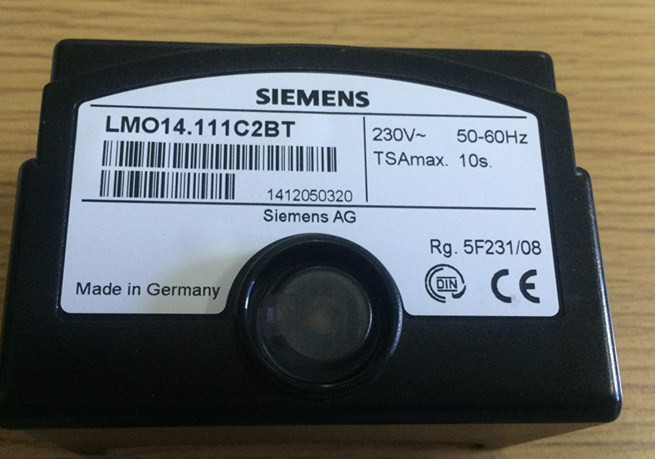 SIEMENS
LMO14.111C2BT
230V~ 50-60Hz
TSAmax. 10s.
1412050320
Siemens AG
Rg. 5F231/08
Made in Germany
DIN CE